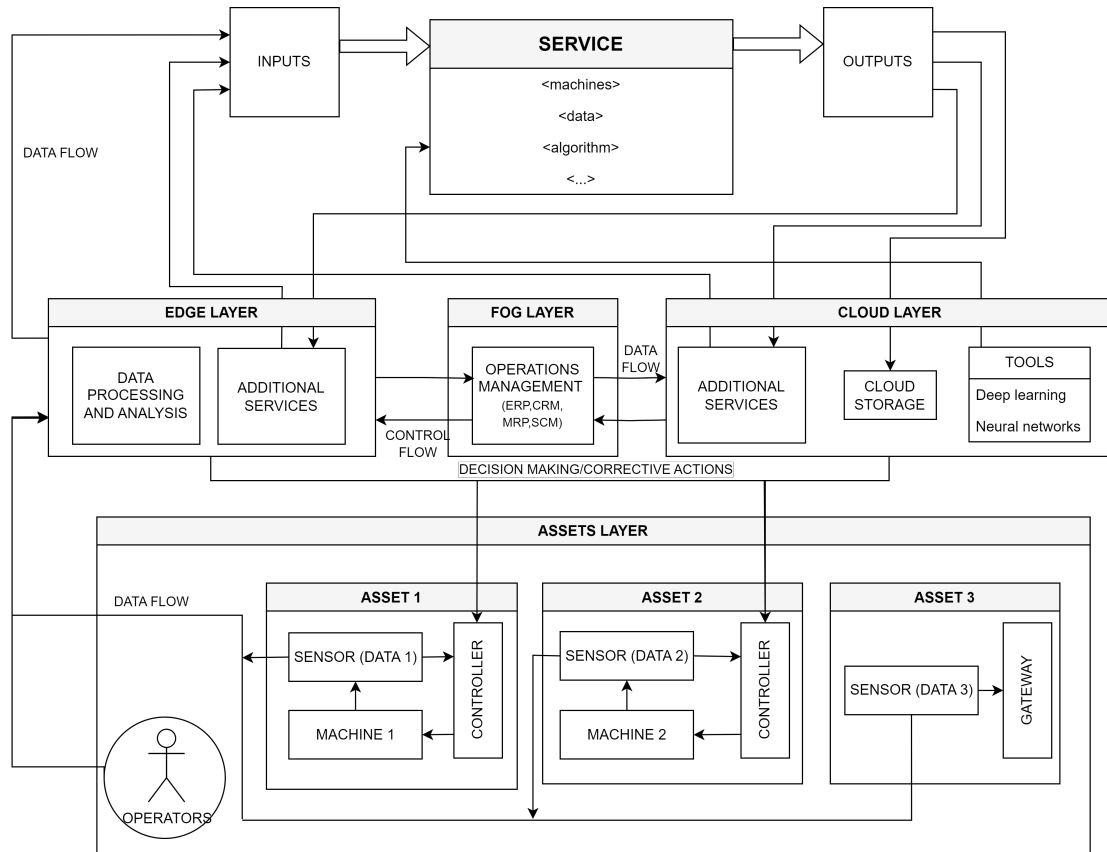 INPUTS
SERVICE
<machines>
<data>
<algorithm>
<...>
OUTPUTS
DATA FLOW
EDGE LAYER
DATA
PROCESSING
AND ANALYSIS
ADDITIONAL
SERVICES
FOG LAYER
OPERATIONS
MANAGEMENT
(ERP,CRM,
MRP,SCM)
DATA
FLOW
CONTROL
FLOW
CLOUD LAYER
ADDITIONAL
SERVICES
CLOUD
STORAGE
TOOLS
Deep learning
Neural networks
DECISION MAKING/CORRECTIVE ACTIONS
ASSETS LAYER
DATA FLOW
ASSET 1
SENSOR (DATA 1)
MACHINE 1
CONTROLLER
ASSET 2
SENSOR (DATA 2)
MACHINE 2
CONTROLLER
ASSET 3
SENSOR (DATA 3)
GATEWAY
OPERATORS